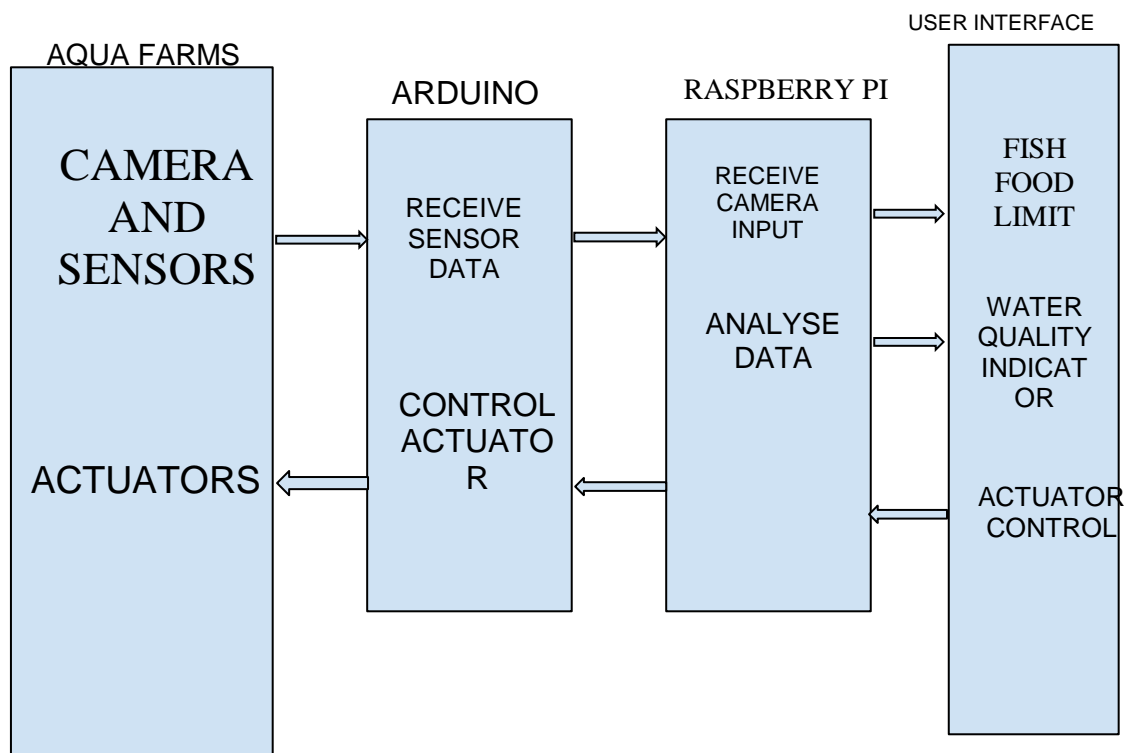 USER INTERFACE
AQUA FARMS
ARDUINO
RASPBERRY PI
CAMERA
AND
SENSORS
ACTUATORS
RECEIVE
SENSOR
DATA
CONTROL
ACTUATO
R
RECEIVE
CAMERA
INPUT
ANALYSE
DATA
FISH
FOOD
LIMIT
WATER
QUALITY
INDICAT
OR
ACTUATOR
CONTROL